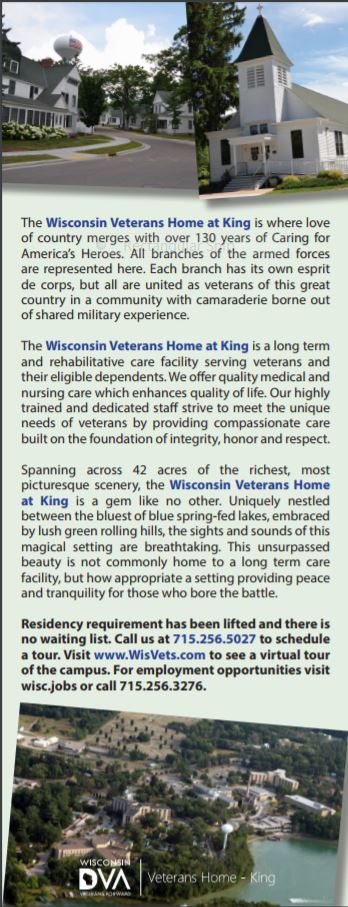 The Wisconsin Veterans Home at King is where love
of country merges with over 130 years of Caring for
America's Heroes. All branches of the armed forces
are represented here. Each branch has its own esprit
de corps, but all are united as veterans of this great
country in a community with camaraderie borne out
of shared military experience.
The Wisconsin Veterans Home at King is a long term
and rehabilitative care facility serving veterans and
their eligible dependents. We offer quality medical and
nursing care which enhances quality of life. Our highly
trained and dedicated staff strive to meet the unique
needs of veterans by providing compassionate care
built on the foundation of integrity, honor and respect.
Spanning across 42 acres of the richest, most
picturesque scenery, the Wisconsin Veterans Home
at King is a gem like no other. Uniquely nestled
between the bluest of blue spring-fed lakes, embraced
by lush green rolling hills, the sights and sounds of this
magical setting are breathtaking. This unsurpassed
beauty is not commonly home to a long term care
facility, but how appropriate a setting providing peace
and tranquility for those who bore the battle.
Residency requirement has been lifted and there is
no waiting list. Call us at 715.256.5027 to schedule
a tour. Visit www.WisVets.com to see a virtual tour
of the campus. For employment opportunities visit
wisc.jobs or call 715.256.3276.
WISCONSIN
DVA
VETERANS FORWARD
Veterans Home - King